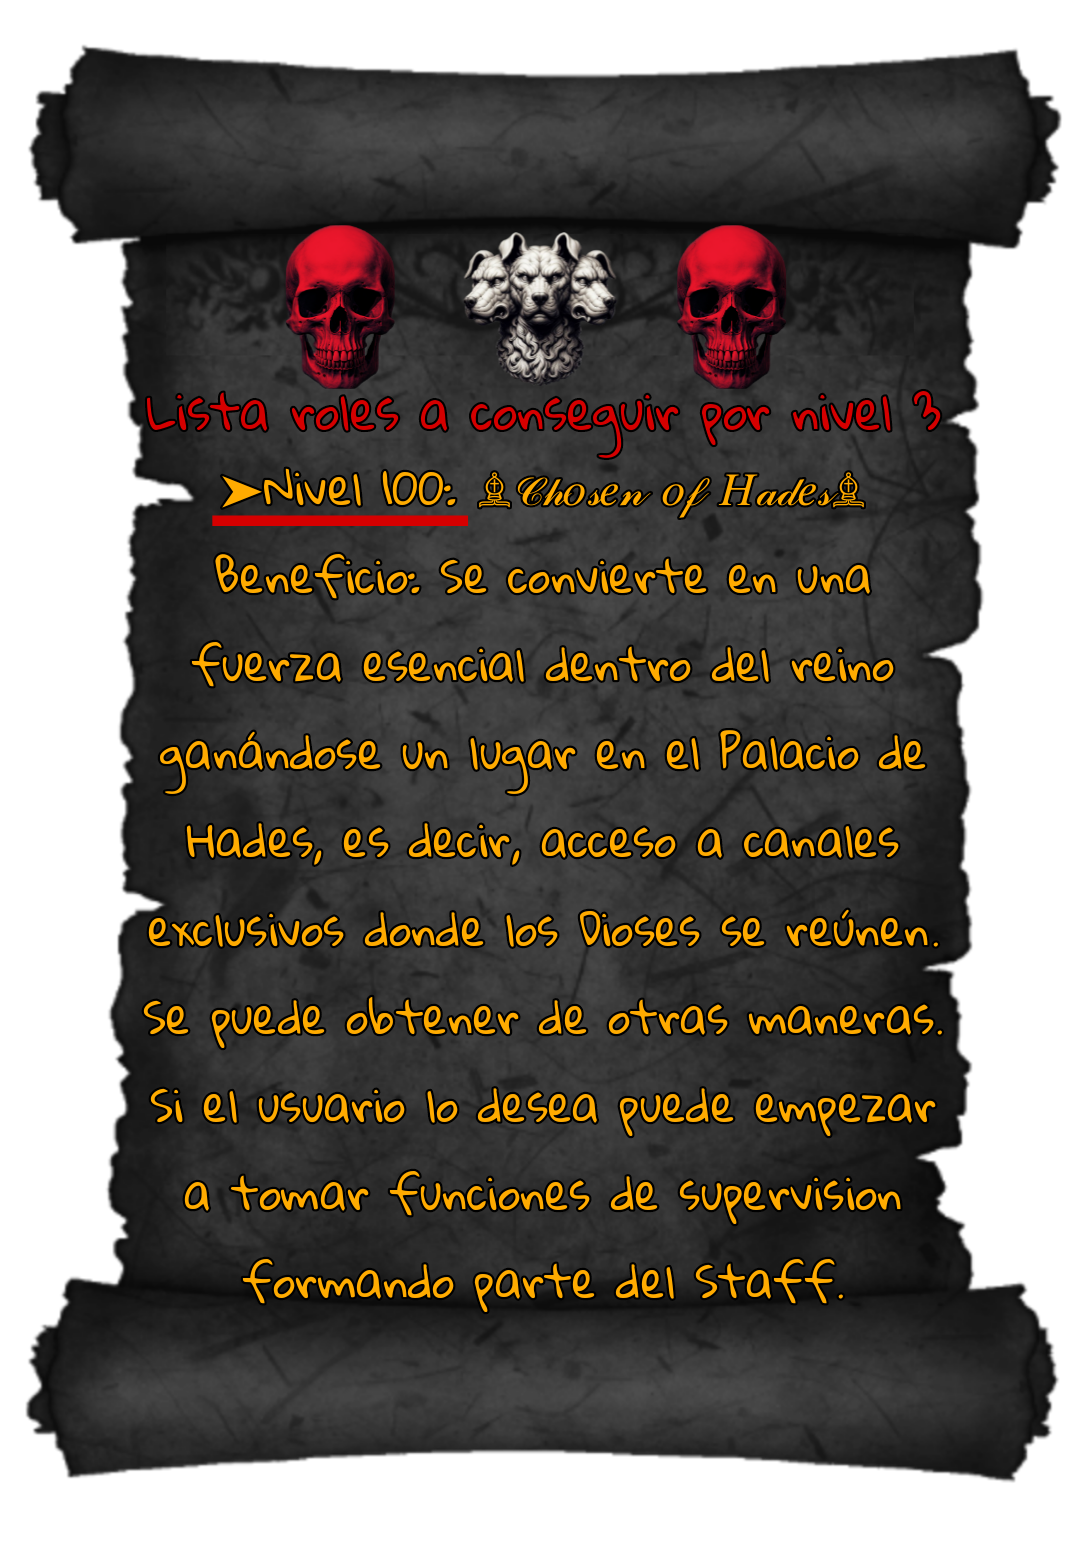 Lista roles a conseguir por nivel 3
➤Nivel 100: ♗𝒞𝒽𝑜𝓈𝑒𝓃 𝑜𝒻 𝐻𝒶𝒹𝑒𝓈♗
Beneficio: Se convierte en una
fuerza esencial dentro del reino
ganándose un lugar en el Palacio de
Hades, es decir, acceso a canales
exclusivos donde los Dioses se reúnen.
Se puede obtener de otras maneras.
Si el usuario lo desea puede empezar
a tomar funciones de supervision
formando parte del Staff.